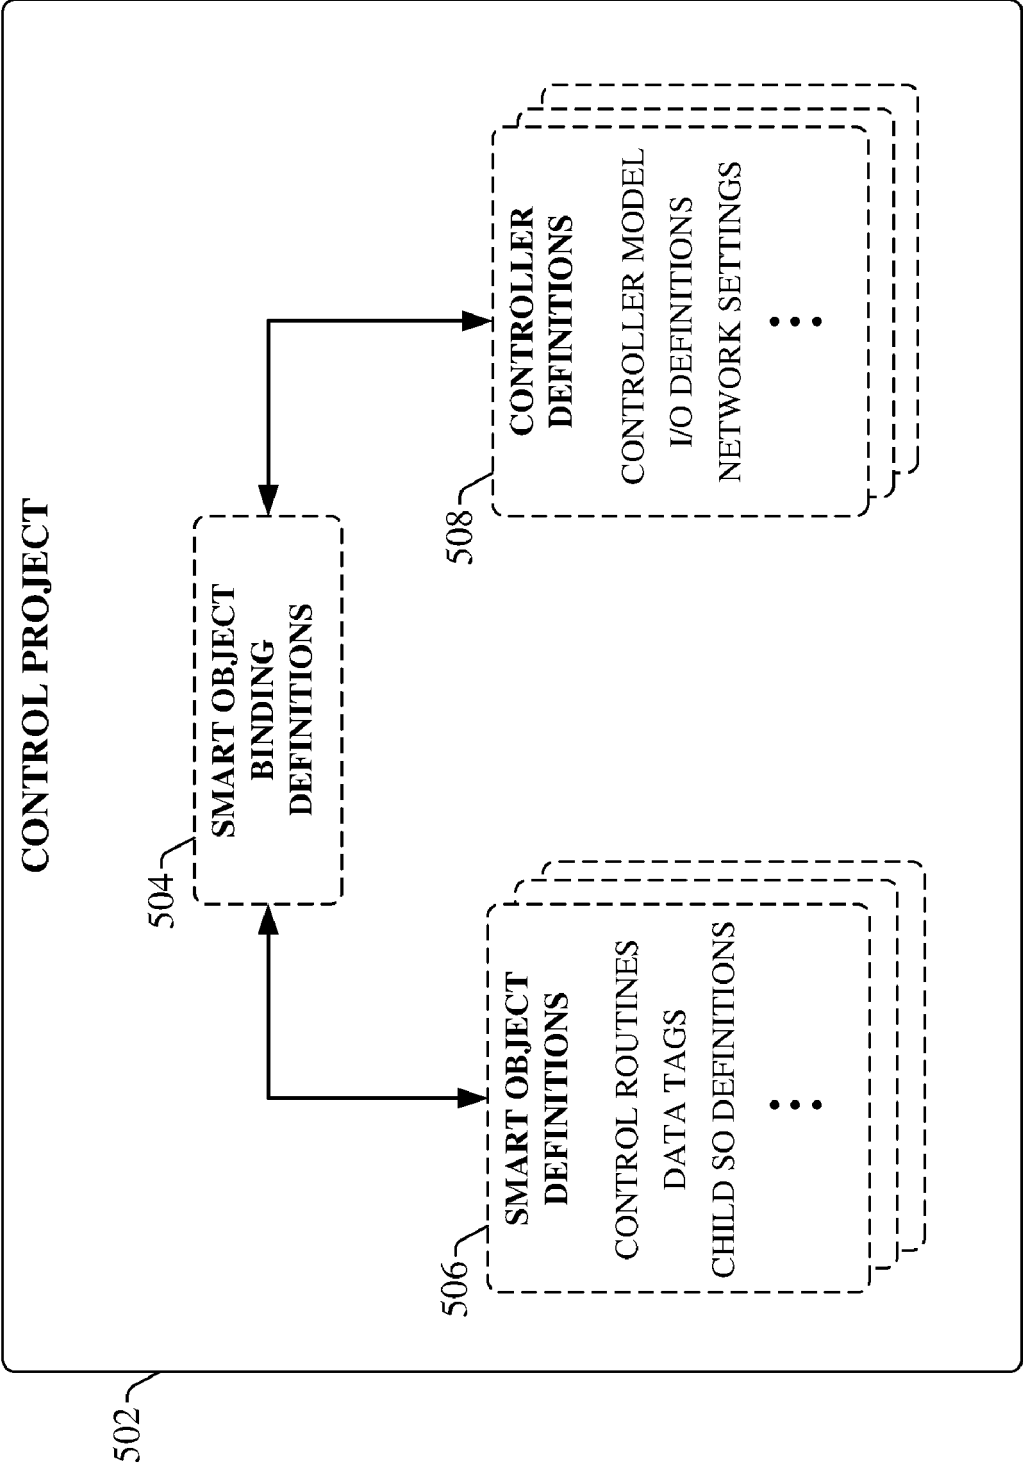 CONTROL PROJECT
502
504
SMART OBJECT
BINDING
DEFINITIONS
506
SMART OBJECT
DEFINITIONS
CONTROL ROUTINES
DATA TAGS
CHILD SO DEFINITIONS
508
CONTROLLER
DEFINITIONS
CONTROLLER MODEL
I/O DEFINITIONS
NETWORK SETTINGS